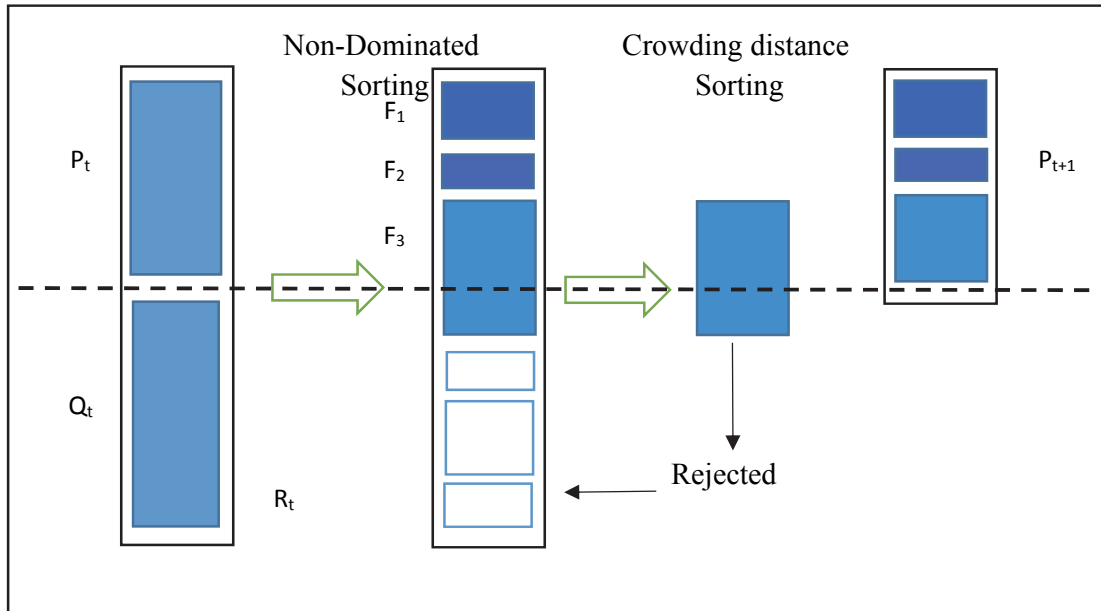 Non-Dominated
Sorting
Crowding distance
Sorting
F₁
Pₜ
F₂
Pₜ₊₁
F₃
Qₜ
Rₜ
Rejected